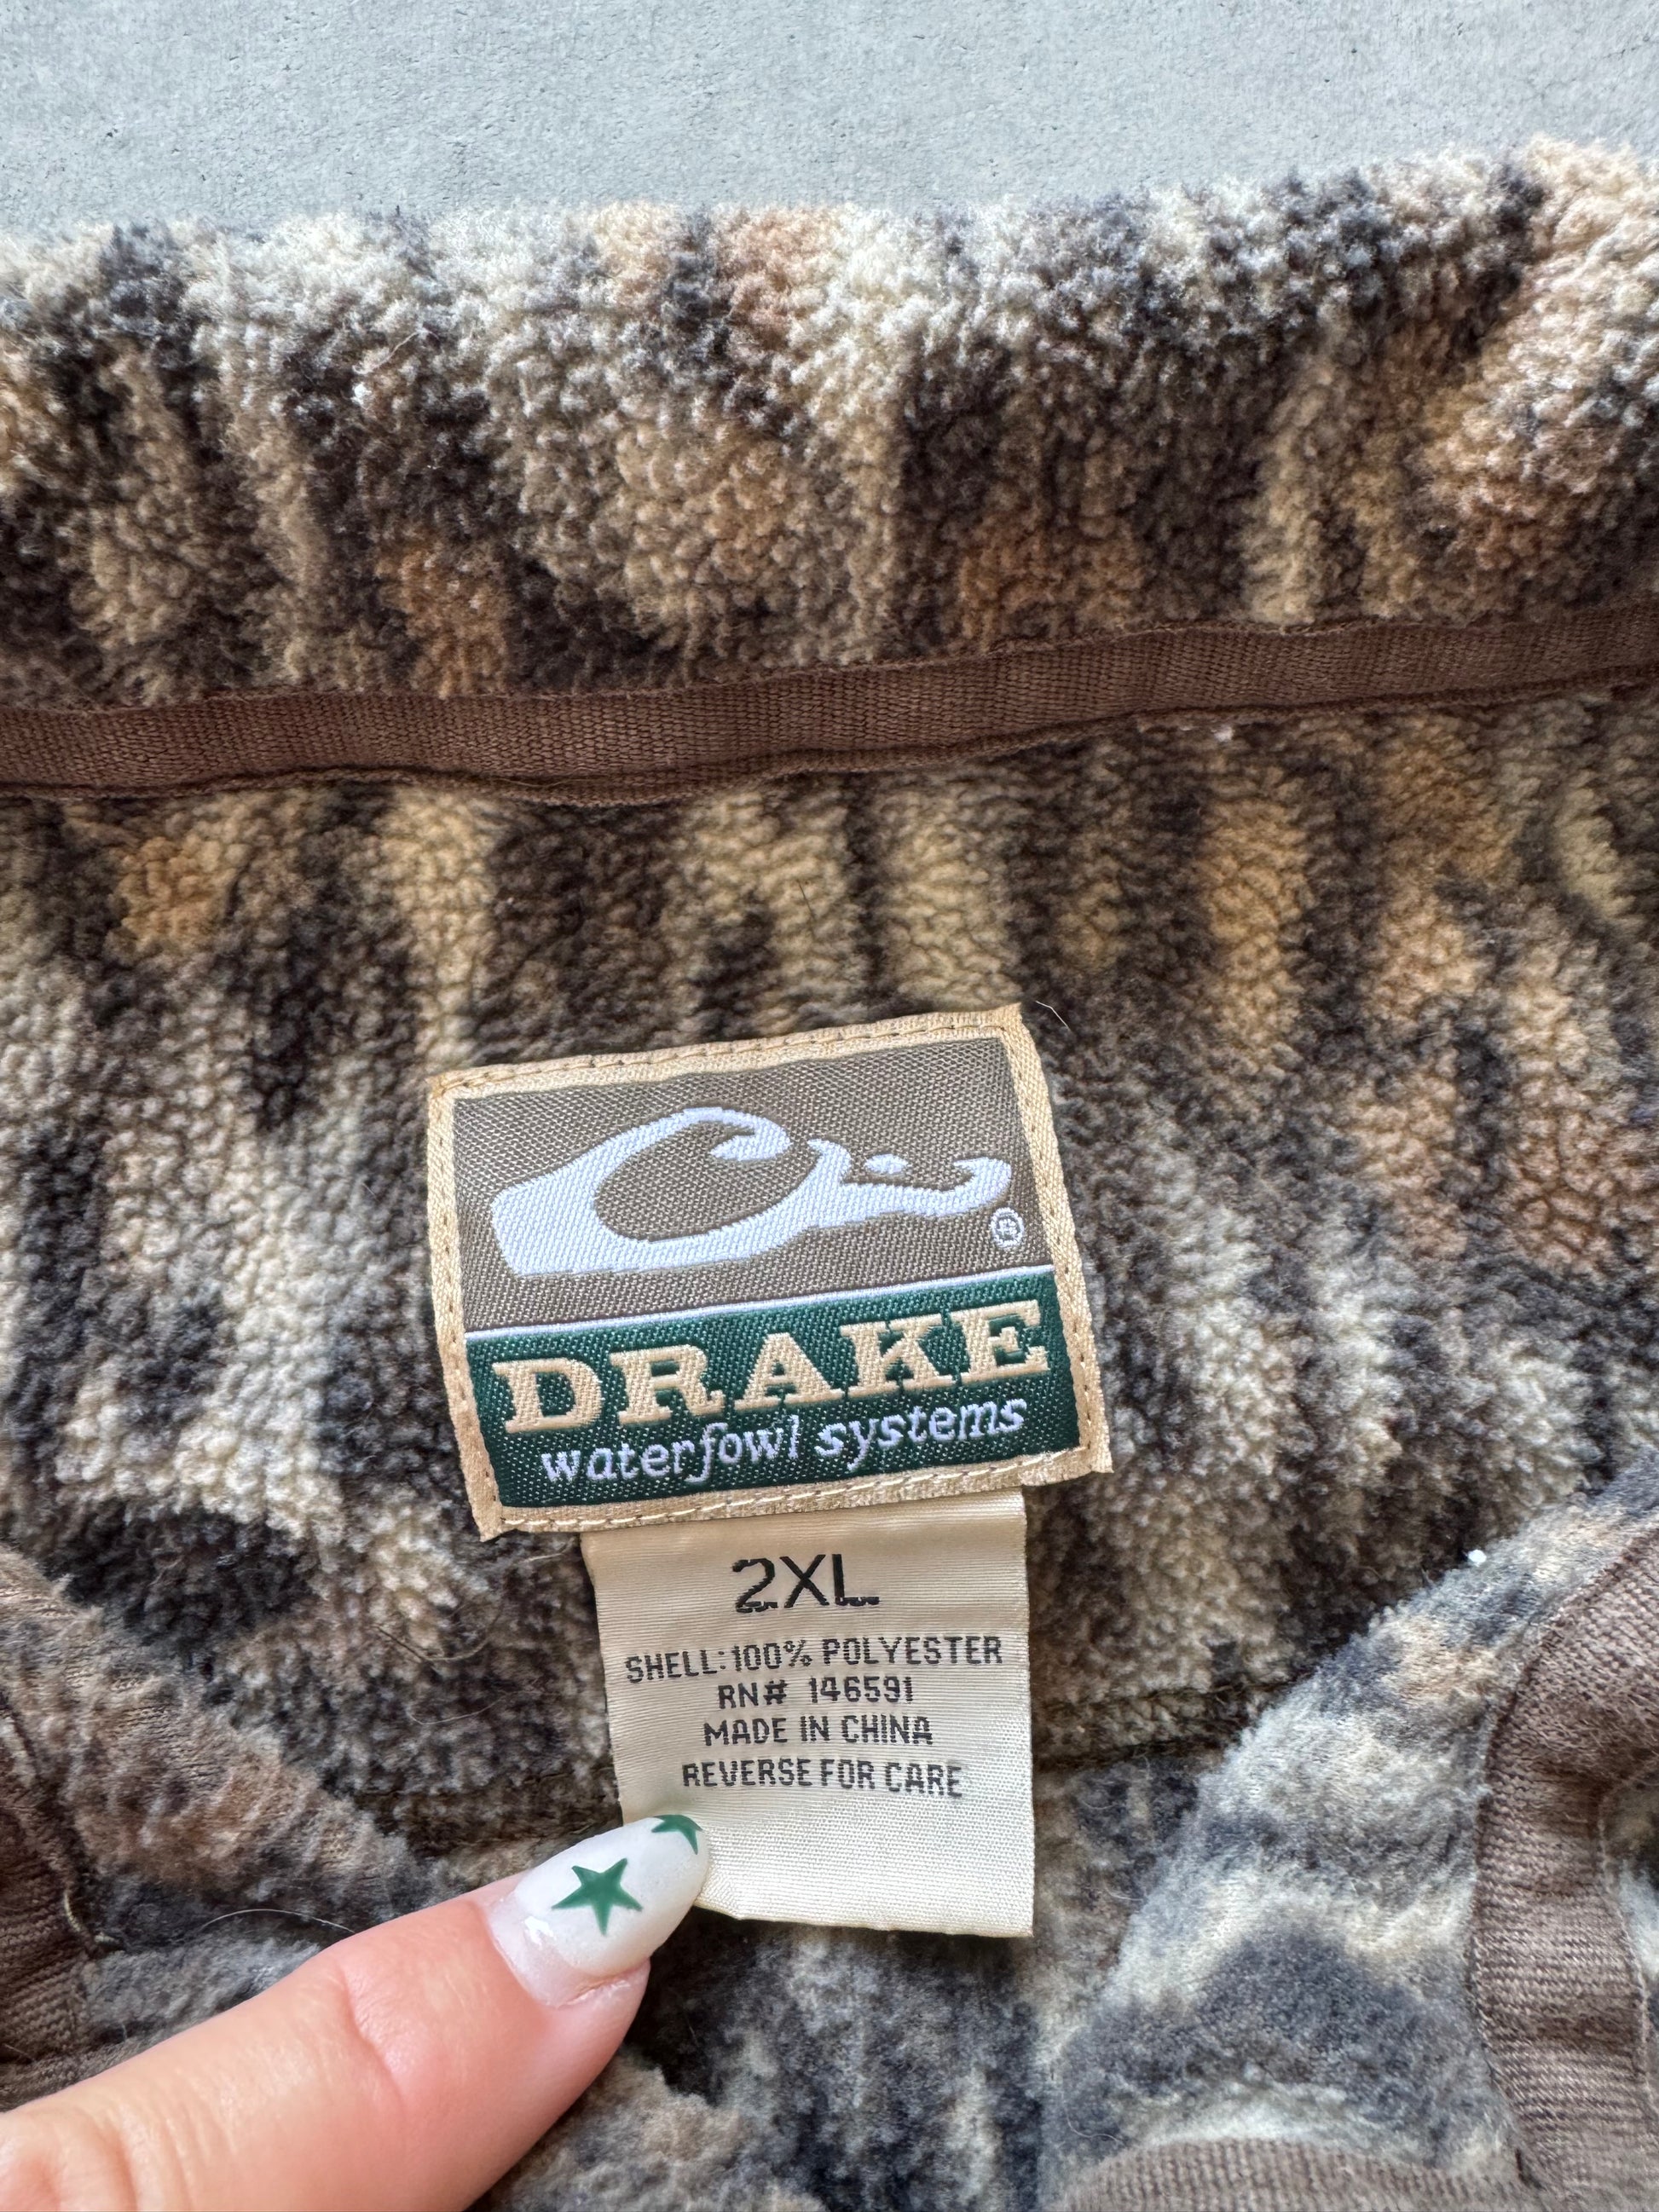 ®
DRAKE
waterfowl systems
2XL
SHELL:100% POLYESTER
RN# 146591
MADE IN CHINA
REVERSE FOR CARE